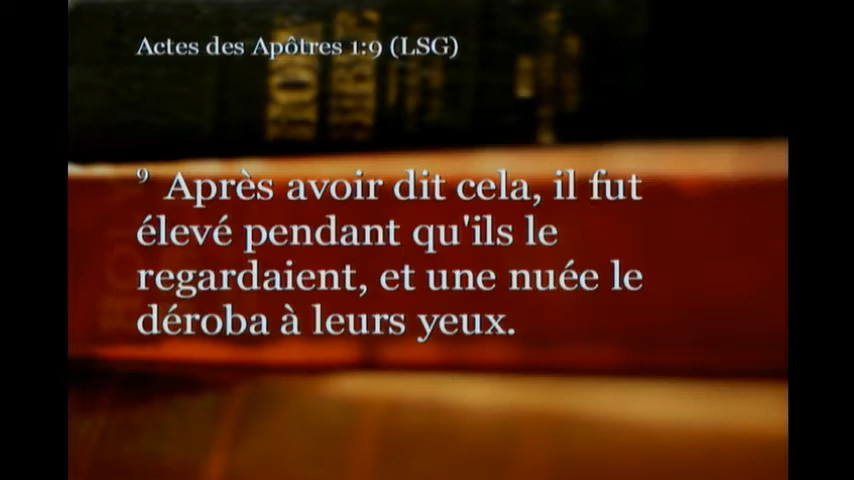 Actes des Apôtres 1:9 (LSG)
9 Après avoir dit cela, il fut
élevé pendant qu'ils le
regardaient, et une nuée le
déroba à leurs yeux.